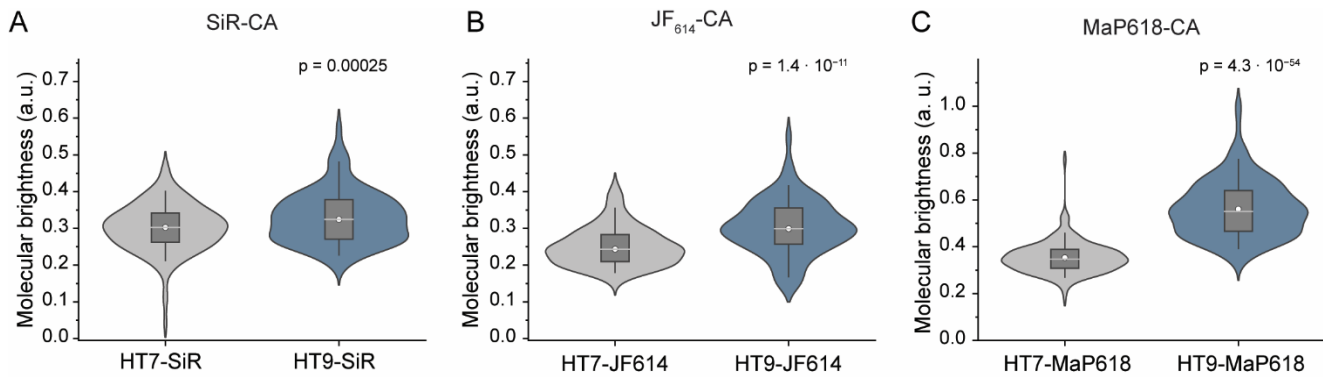 A
SiR-CA
p = 0.00025
Molecular brightness (a.u.)
0.7
0.6
0.5
0.4
0.3
0.2
0.1
0.0
HT7-SiR
HT9-SiR
B
JF₆₁₄-CA
p = 1.4 · 10⁻¹¹
Molecular brightness (a.u.)
0.7
0.6
0.5
0.4
0.3
0.2
0.1
0.0
HT7-JF614
HT9-JF614
C
MaP618-CA
p = 4.3 · 10⁻⁵⁴
Molecular brightness (a. u.)
1.0
0.8
0.6
0.4
0.2
0.0
HT7-MaP618
HT9-MaP618